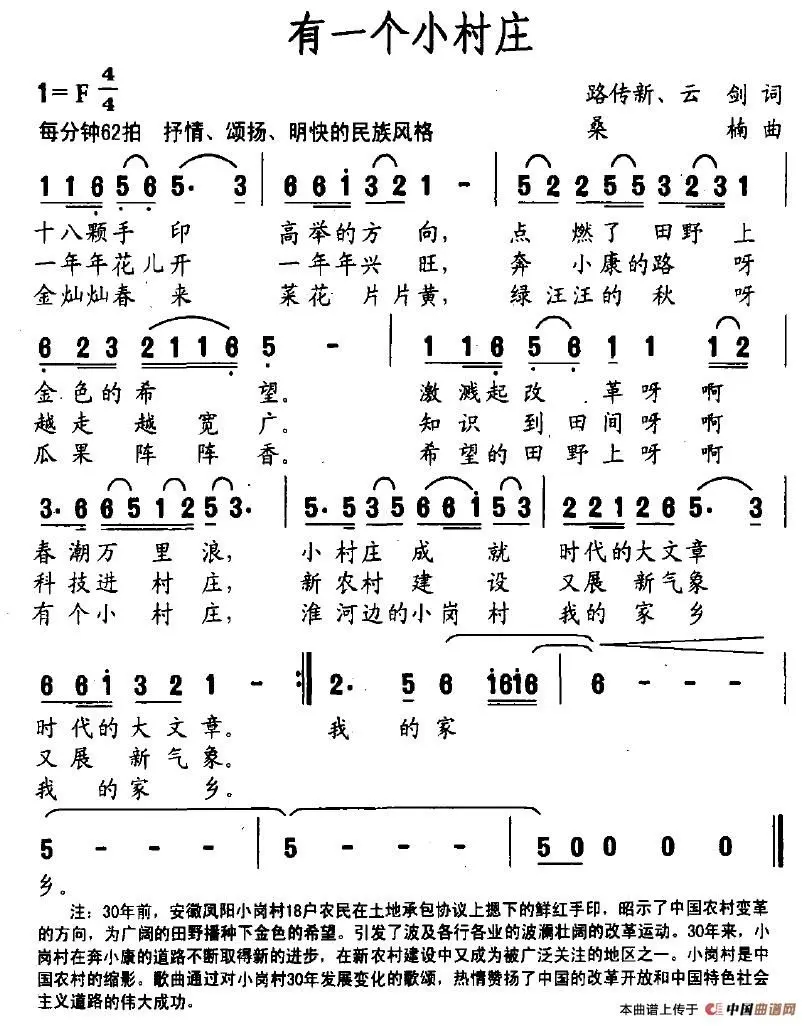 有一个小村庄
1=F 4/4
路传新、云 剑 词
每分钟62拍 抒情、颂扬、明快的民族风格
桑 楠 曲
1 1 6 5 6 5· 3 | 6 6 i 3 2 1 - | 5 2 2 5 5 3 2 3 1
十八颗手 印 高举的方 向, 点 燃了 田野上
一年年花儿开 一年年兴 旺, 奔 小康的路 呀
金灿灿春 来 菜花 片片黄, 绿汪汪的 秋 呀
6 2 3 2 1 1 6 5 - | 1 1 6 5 6 1 1 1 2
金色的希 望。 激 溅起改 革呀 啊
越走 越 宽 广。 知 识 到 田间呀 啊
瓜果 阵 阵 香。 希望的田野上呀 啊
3· 6 6 5 1 2 5 3· | 5· 5 3 5 6 6 i 5 3 | 2 2 1 2 6 5· 3
春潮万 里浪, 小村庄 成 就 时代的大文章
科技进 村 庄, 新农村 建 设 又展 新气象
有个小 村 庄, 淮河边的小岗 村 我的 家 乡
6 6 i 3 2 1 - :| 2· 5 6 i6i6 | 6 - - -
时代的大文章。 我 的家
又展 新气象。
我 的家 乡。
5 - - - | 5 - - - | 5 0 0 0 0 0
乡。
注：30年前，安徽凤阳小岗村18户农民在土地承包协议上摁下的鲜红手印，昭示了中国农村变革
的方向，为广阔的田野播种下金色的希望。引发了波及各行各业的波澜壮阔的改革运动。30年来，小
岗村在奔小康的道路不断取得新的进步，在新农村建设中又成为被广泛关注的地区之一。小岗村是中
国农村的缩影。歌曲通过对小岗村30年发展变化的歌颂，热情赞扬了中国的改革开放和中国特色社会
主义道路的伟大成功。
本曲谱上传于 中国曲谱网